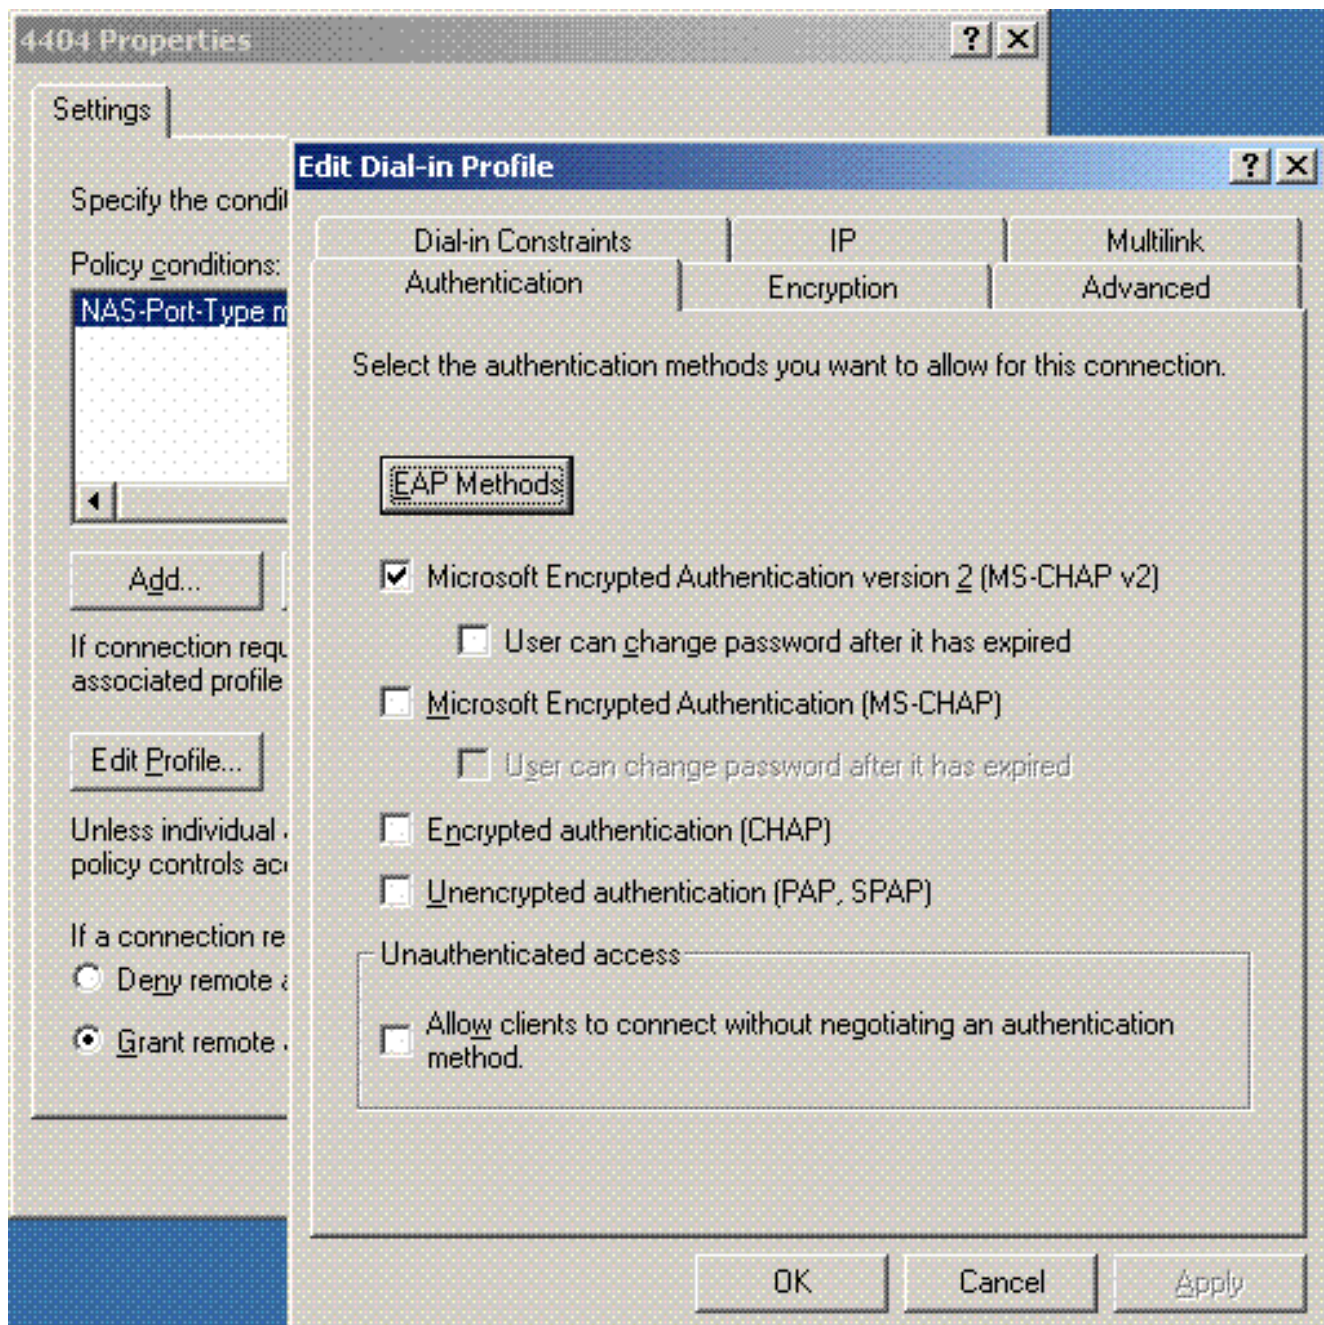 4404 Properties
Settings
Specify the condit
Policy conditions:
NAS-Port-Type m
Add...
If connection requ
associated profile
Edit Profile...
Unless individual
policy controls acc
If a connection re
Deny remote a
Grant remote
Edit Dial-in Profile
Dial-in Constraints
IP
Multilink
Authentication
Encryption
Advanced
Select the authentication methods you want to allow for this connection.
EAP Methods
Microsoft Encrypted Authentication version 2 (MS-CHAP v2)
User can change password after it has expired
Microsoft Encrypted Authentication (MS-CHAP)
User can change password after it has expired
Encrypted authentication (CHAP)
Unencrypted authentication (PAP, SPAP)
Unauthenticated access
Allow clients to connect without negotiating an authentication
method.
OK
Cancel
Apply